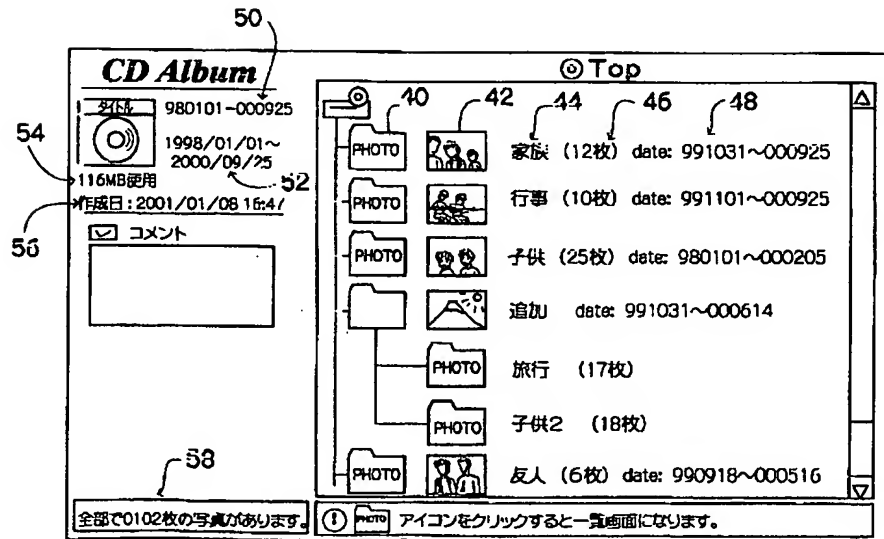 50
CD Album
Top
タイトル
980101-000925
1998/01/01~
2000/09/25
54
52
116MB使用
56
作成日:2001/01/08 16:47
コメント
40 42 44 46 48
PHOTO 家族 (12枚) date: 991031~000925
PHOTO 行事 (10枚) date: 991101~000925
PHOTO 子供 (25枚) date: 980101~000205
追加 date: 991031~000614
PHOTO 旅行 (17枚)
PHOTO 子供2 (18枚)
PHOTO 友人 (6枚) date: 990918~000516
58
全部で0102枚の写真があります。
! PHOTO アイコンをクリックすると一覧画面になります。